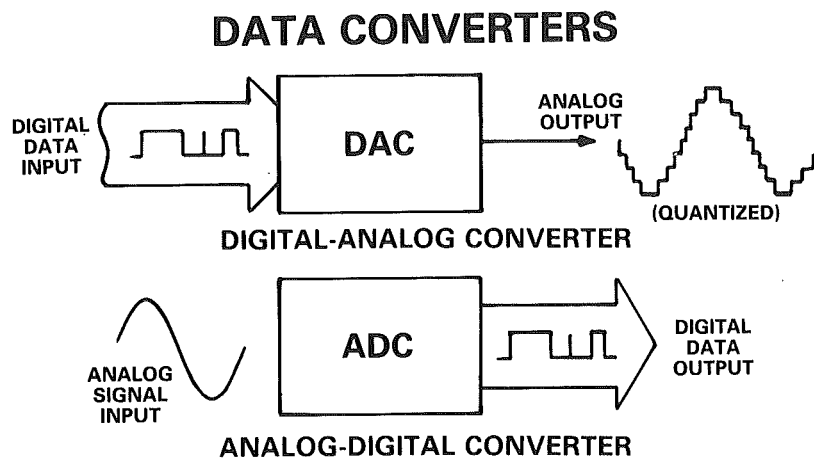 DATA CONVERTERS
DIGITAL
DATA
INPUT
DAC
ANALOG
OUTPUT
(QUANTIZED)
DIGITAL-ANALOG CONVERTER
ANALOG
SIGNAL
INPUT
ADC
DIGITAL
DATA
OUTPUT
ANALOG-DIGITAL CONVERTER